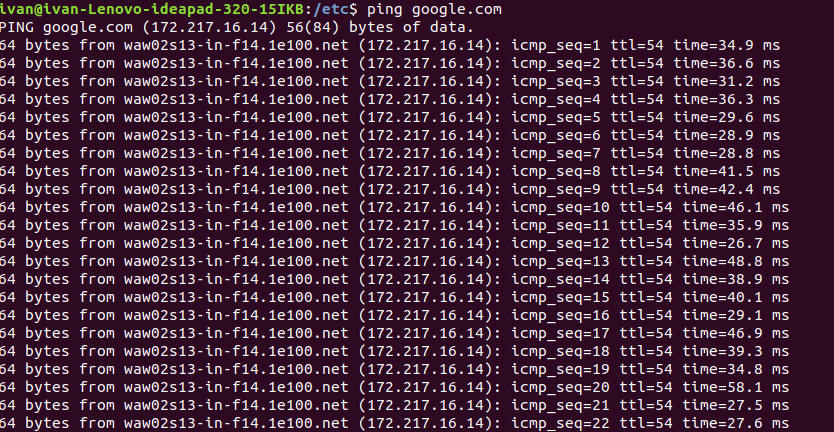 ivan@ivan-Lenovo-ideapad-320-15IKB:/etc$ ping google.com
PING google.com (172.217.16.14) 56(84) bytes of data.
64 bytes from waw02s13-in-f14.1e100.net (172.217.16.14): icmp_seq=1 ttl=54 time=34.9 ms
64 bytes from waw02s13-in-f14.1e100.net (172.217.16.14): icmp_seq=2 ttl=54 time=36.6 ms
64 bytes from waw02s13-in-f14.1e100.net (172.217.16.14): icmp_seq=3 ttl=54 time=31.2 ms
64 bytes from waw02s13-in-f14.1e100.net (172.217.16.14): icmp_seq=4 ttl=54 time=36.3 ms
64 bytes from waw02s13-in-f14.1e100.net (172.217.16.14): icmp_seq=5 ttl=54 time=29.6 ms
64 bytes from waw02s13-in-f14.1e100.net (172.217.16.14): icmp_seq=6 ttl=54 time=28.9 ms
64 bytes from waw02s13-in-f14.1e100.net (172.217.16.14): icmp_seq=7 ttl=54 time=28.8 ms
64 bytes from waw02s13-in-f14.1e100.net (172.217.16.14): icmp_seq=8 ttl=54 time=41.5 ms
64 bytes from waw02s13-in-f14.1e100.net (172.217.16.14): icmp_seq=9 ttl=54 time=42.4 ms
64 bytes from waw02s13-in-f14.1e100.net (172.217.16.14): icmp_seq=10 ttl=54 time=46.1 ms
64 bytes from waw02s13-in-f14.1e100.net (172.217.16.14): icmp_seq=11 ttl=54 time=35.9 ms
64 bytes from waw02s13-in-f14.1e100.net (172.217.16.14): icmp_seq=12 ttl=54 time=26.7 ms
64 bytes from waw02s13-in-f14.1e100.net (172.217.16.14): icmp_seq=13 ttl=54 time=48.8 ms
64 bytes from waw02s13-in-f14.1e100.net (172.217.16.14): icmp_seq=14 ttl=54 time=38.9 ms
64 bytes from waw02s13-in-f14.1e100.net (172.217.16.14): icmp_seq=15 ttl=54 time=40.1 ms
64 bytes from waw02s13-in-f14.1e100.net (172.217.16.14): icmp_seq=16 ttl=54 time=29.1 ms
64 bytes from waw02s13-in-f14.1e100.net (172.217.16.14): icmp_seq=17 ttl=54 time=46.9 ms
64 bytes from waw02s13-in-f14.1e100.net (172.217.16.14): icmp_seq=18 ttl=54 time=39.3 ms
64 bytes from waw02s13-in-f14.1e100.net (172.217.16.14): icmp_seq=19 ttl=54 time=34.8 ms
64 bytes from waw02s13-in-f14.1e100.net (172.217.16.14): icmp_seq=20 ttl=54 time=58.1 ms
64 bytes from waw02s13-in-f14.1e100.net (172.217.16.14): icmp_seq=21 ttl=54 time=27.5 ms
64 bytes from waw02s13-in-f14.1e100.net (172.217.16.14): icmp_seq=22 ttl=54 time=27.6 ms